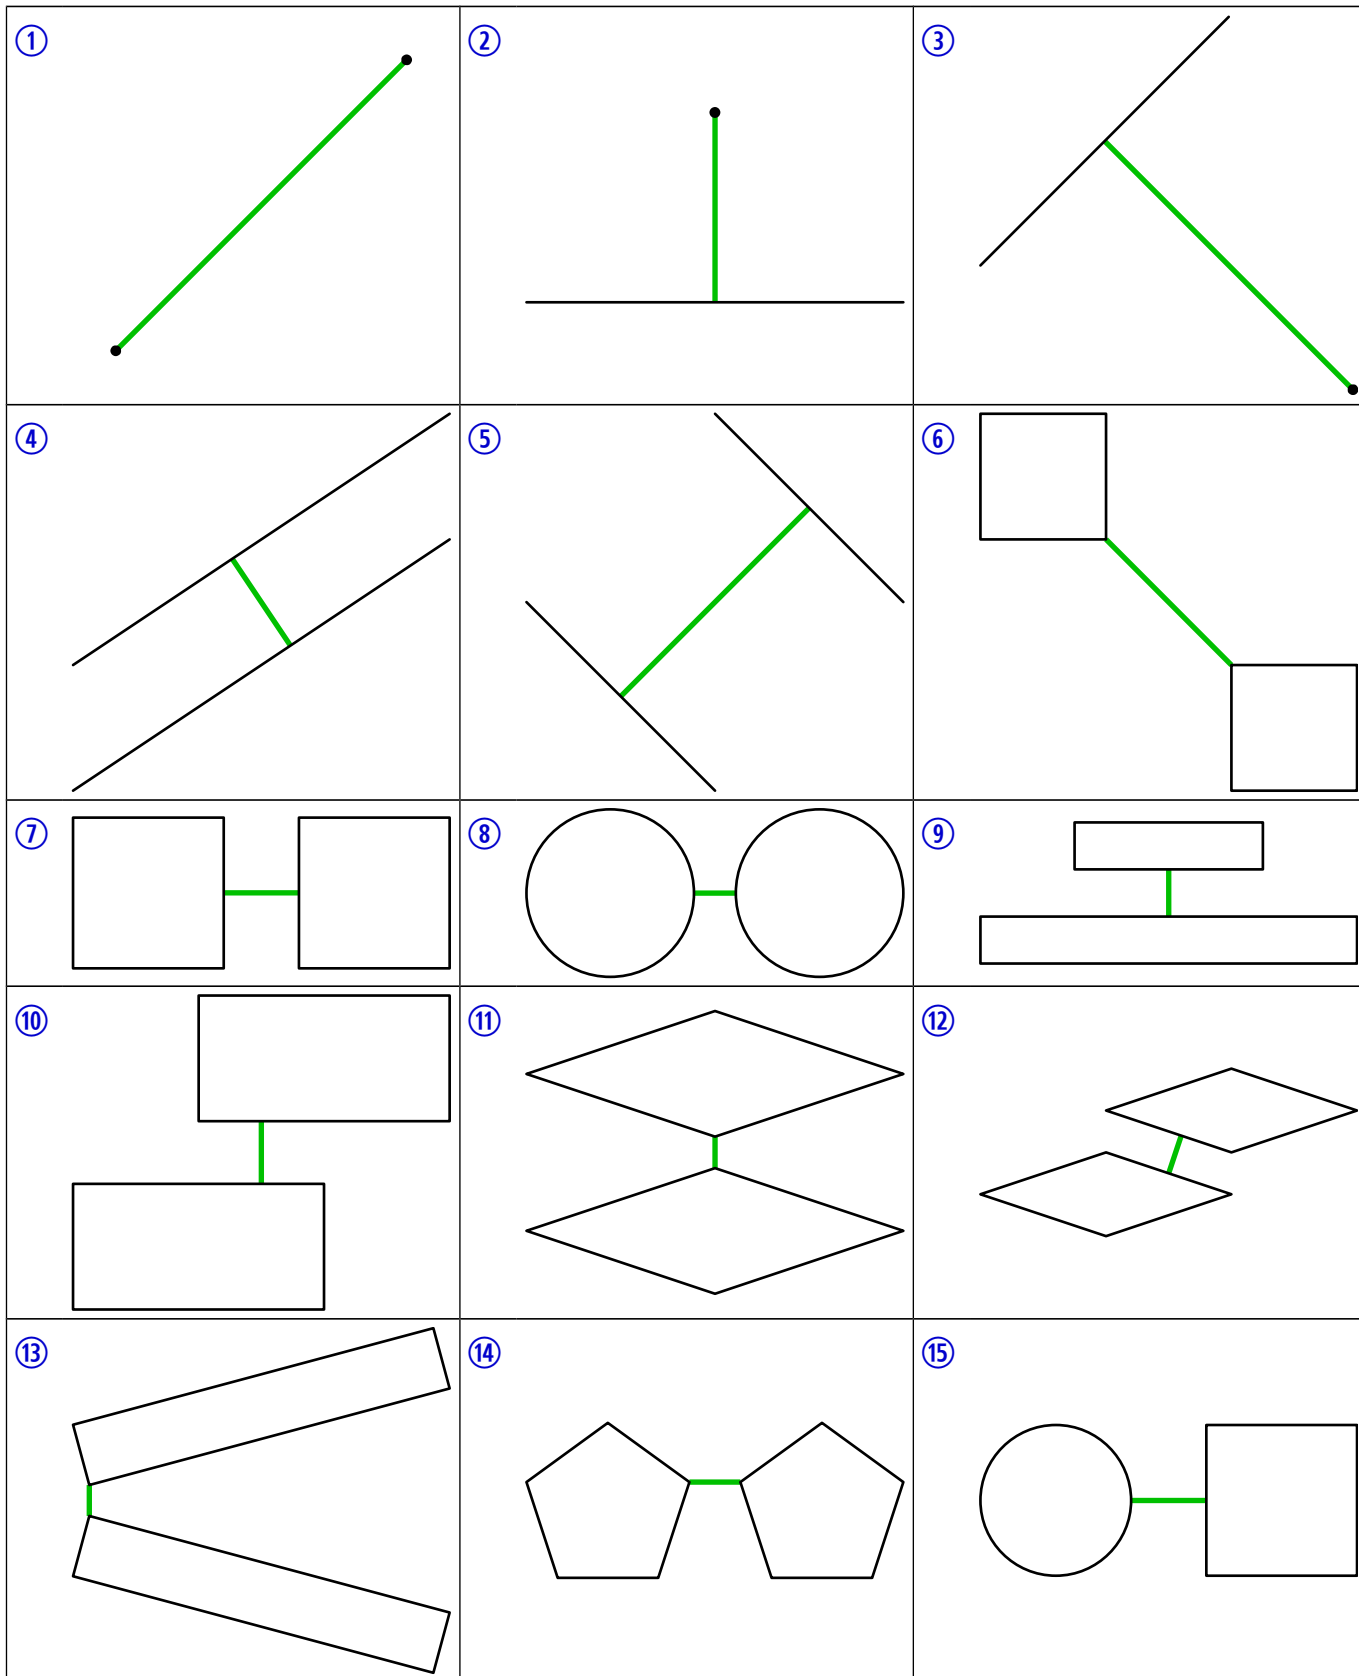 ① ② ③
④ ⑤ ⑥
⑦ ⑧ ⑨
⑩ ⑪ ⑫
⑬ ⑭ ⑮